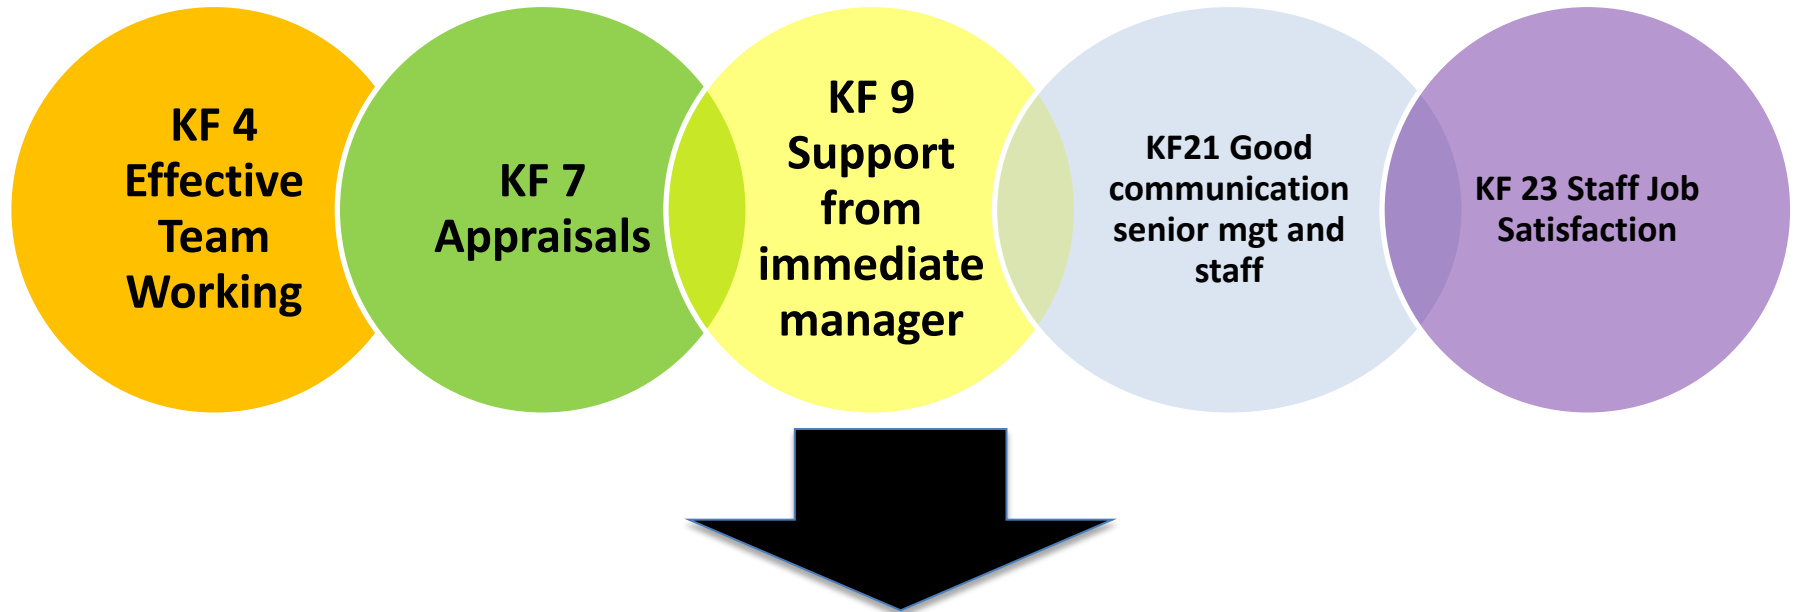 KF 4
Effective
Team
Working
KF 7
Appraisals
KF 9
Support
from
immediate
manager
KF21 Good
communication
senior mgt and
staff
KF 23 Staff Job
Satisfaction